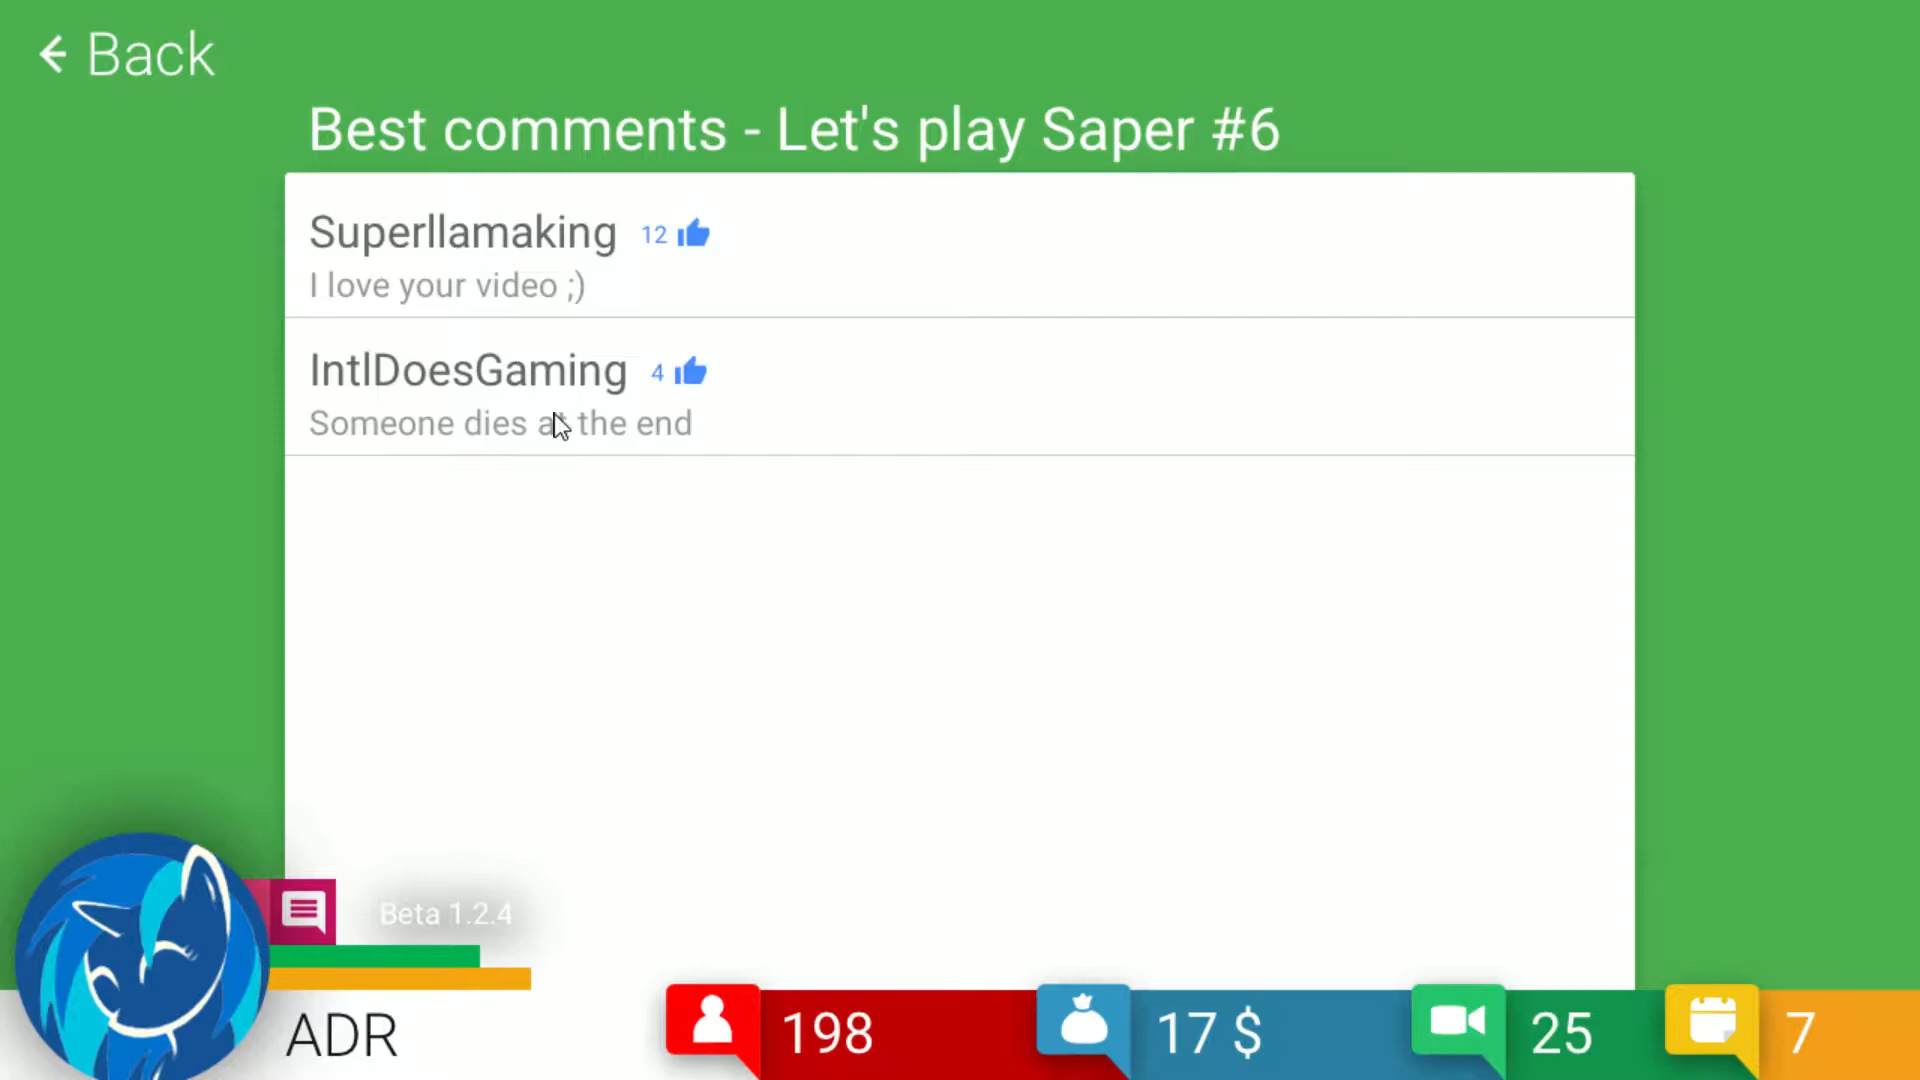 Back
Best comments - Let's play Saper #6
Superllamaking 12
I love your video ;)
IntlDoesGaming 4
Someone dies at the end
Beta 1.2.4
ADR
198
17 $
25
7